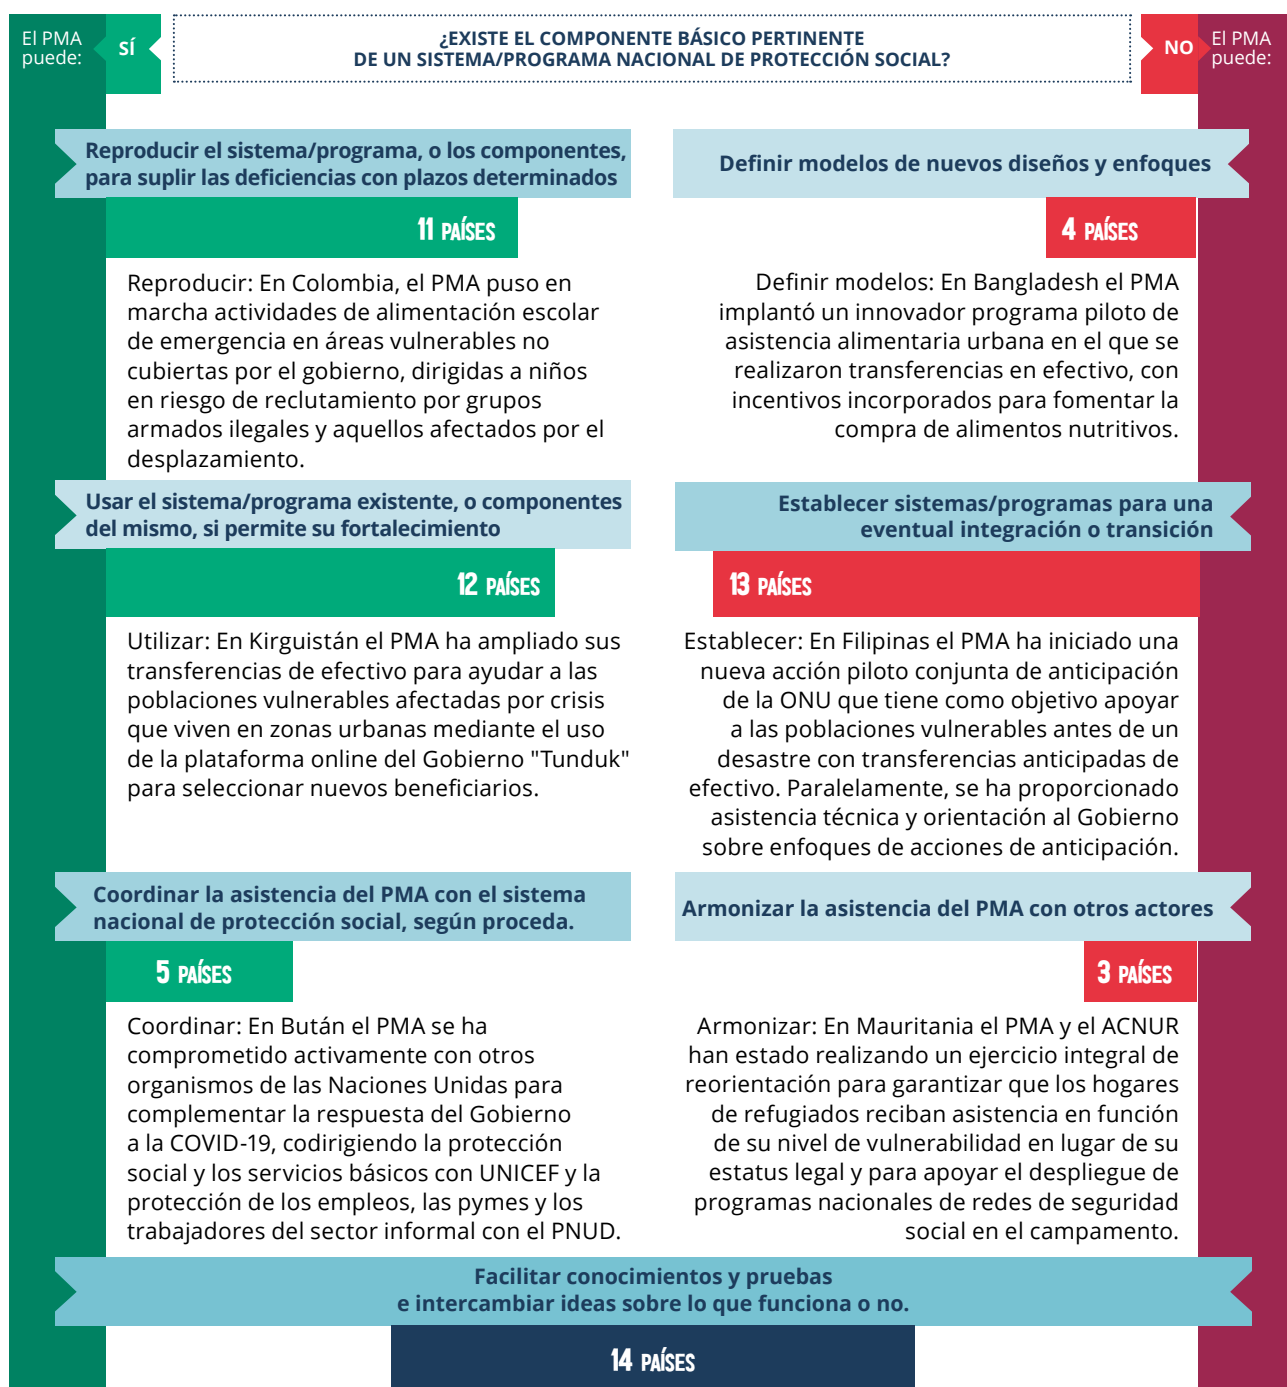 El PMA
puede:
SÍ
¿EXISTE EL COMPONENTE BÁSICO PERTINENTE
DE UN SISTEMA/PROGRAMA NACIONAL DE PROTECCIÓN SOCIAL?
NO
El PMA
puede:
Reproducir el sistema/programa, o los componentes,
para suplir las deficiencias con plazos determinados
11 PAÍSES
Reproducir: En Colombia, el PMA puso en
marcha actividades de alimentación escolar
de emergencia en áreas vulnerables no
cubiertas por el gobierno, dirigidas a niños
en riesgo de reclutamiento por grupos
armados ilegales y aquellos afectados por el
desplazamiento.
Definir modelos de nuevos diseños y enfoques
4 PAÍSES
Definir modelos: En Bangladesh el PMA
implantó un innovador programa piloto de
asistencia alimentaria urbana en el que se
realizaron transferencias en efectivo, con
incentivos incorporados para fomentar la
compra de alimentos nutritivos.
Usar el sistema/programa existente, o componentes
del mismo, si permite su fortalecimiento
12 PAÍSES
Utilizar: En Kirguistán el PMA ha ampliado sus
transferencias de efectivo para ayudar a las
poblaciones vulnerables afectadas por crisis
que viven en zonas urbanas mediante el uso
de la plataforma online del Gobierno "Tunduk"
para seleccionar nuevos beneficiarios.
Establecer sistemas/programas para una
eventual integración o transición
13 PAÍSES
Establecer: En Filipinas el PMA ha iniciado una
nueva acción piloto conjunta de anticipación
de la ONU que tiene como objetivo apoyar
a las poblaciones vulnerables antes de un
desastre con transferencias anticipadas de
efectivo. Paralelamente, se ha proporcionado
asistencia técnica y orientación al Gobierno
sobre enfoques de acciones de anticipación.
Coordinar la asistencia del PMA con el sistema
nacional de protección social, según proceda.
5 PAÍSES
Coordinar: En Bután el PMA se ha
comprometido activamente con otros
organismos de las Naciones Unidas para
complementar la respuesta del Gobierno
a la COVID-19, codirigiendo la protección
social y los servicios básicos con UNICEF y la
protección de los empleos, las pymes y los
trabajadores del sector informal con el PNUD.
Armonizar la asistencia del PMA con otros actores
3 PAÍSES
Armonizar: En Mauritania el PMA y el ACNUR
han estado realizando un ejercicio integral de
reorientación para garantizar que los hogares
de refugiados reciban asistencia en función
de su nivel de vulnerabilidad en lugar de su
estatus legal y para apoyar el despliegue de
programas nacionales de redes de seguridad
social en el campamento.
Facilitar conocimientos y pruebas
e intercambiar ideas sobre lo que funciona o no.
14 PAÍSES